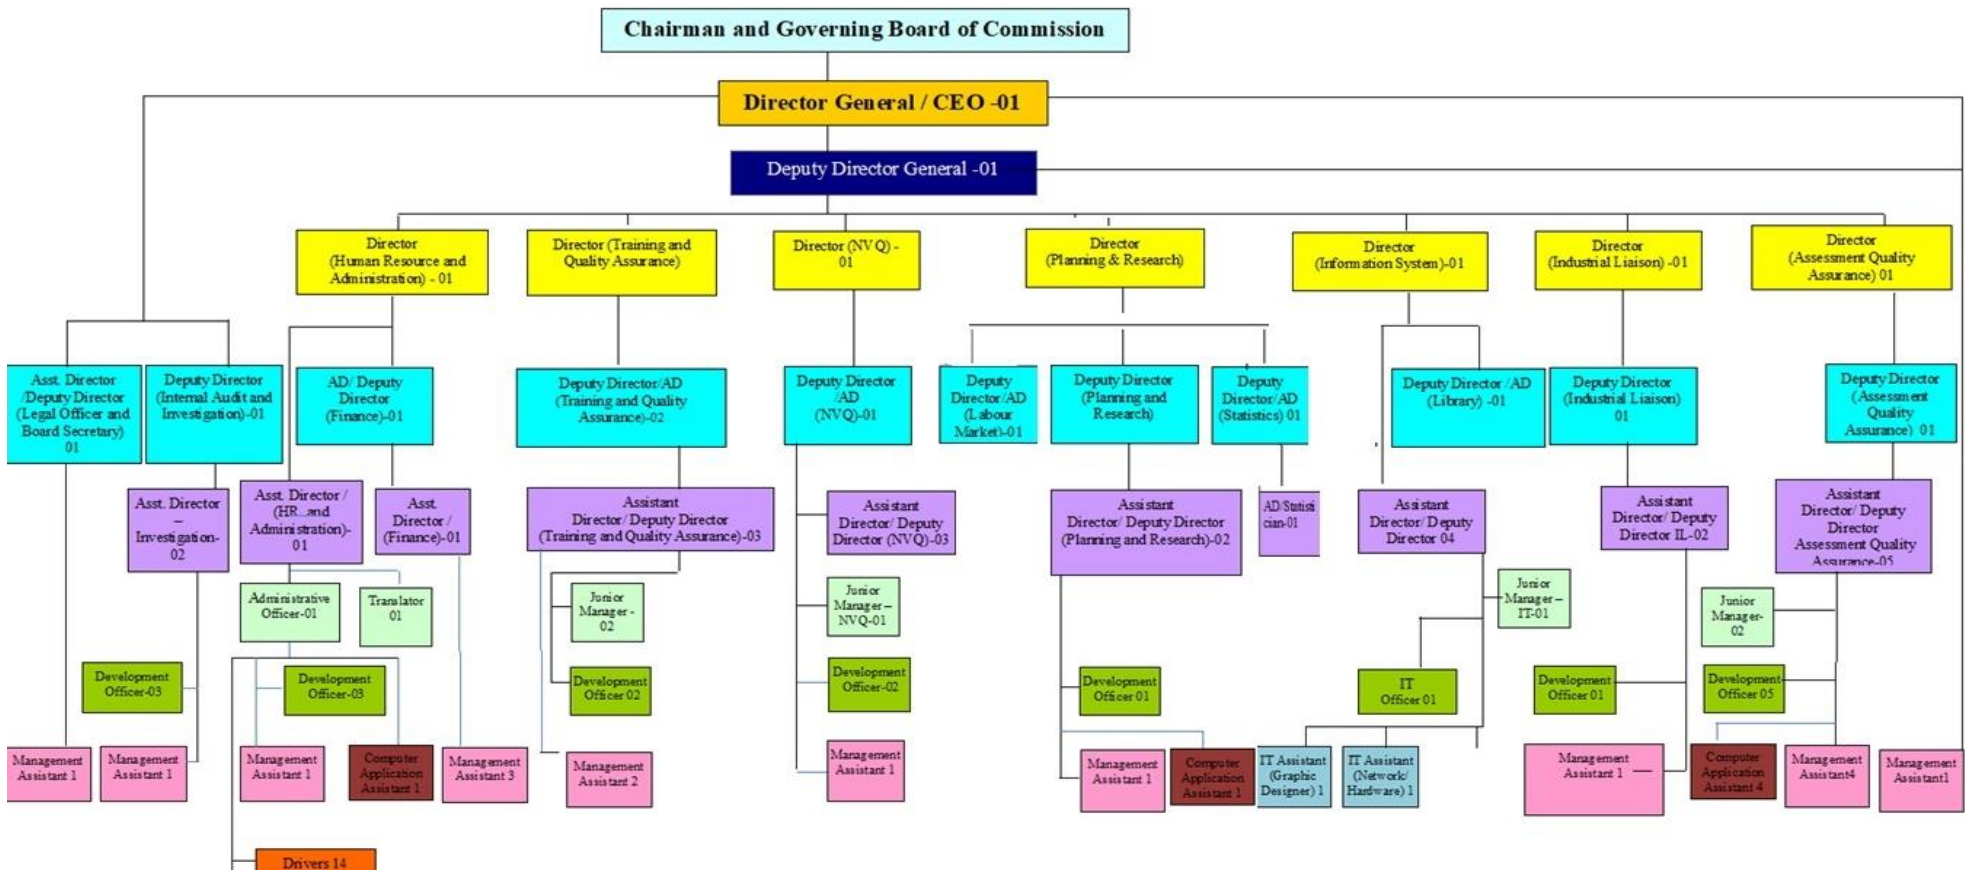 Chairman and Governing Board of Commission
Director General / CEO -01
Deputy Director General -01
Director
(Human Resource and
Administration) - 01
Director (Training and
Quality Assurance)
Director (NVQ) -
01
Director
(Planning & Research)
Director
(Information System)-01
Director
(Industrial Liaison) -01
Director
(Assessment Quality
Assurance) 01
Asst. Director
/Deputy Director
(Legal Officer and
Board Secretary)
01
Deputy Director
(Internal Audit and
Investigation)-01
AD/ Deputy
Director
(Finance)-01
Deputy Director/AD
(Training and Quality
Assurance)-02
Deputy Director
/AD
(NVQ)-01
Deputy
Director/AD
(Labour
Market)-01
Deputy Director
(Planning and
Research)
Deputy
Director/AD
(Statistics) 01
Deputy Director /AD
(Library) -01
Deputy Director
(Industrial Liaison)
01
Deputy Director
(Assessment
Quality
Assurance) 01
Asst. Director
–
Investigation-
02
Asst. Director /
(HR and
Administration)-
01
Asst.
Director /
(Finance)-01
Assistant
Director/ Deputy Director
(Training and Quality Assurance)-03
Assistant
Director/ Deputy
Director (NVQ)-03
Assistant
Director/ Deputy Director
(Planning and Research)-02
AD/Statisti
cian-01
Assistant
Director/ Deputy
Director 04
Assistant
Director/ Deputy
Director IL-02
Assistant
Director/ Deputy
Director
Assessment Quality
Assurance-05
Administrative
Officer-01
Translator
01
Junior
Manager -
02
Junior
Manager –
NVQ-01
Junior
Manager –
IT-01
Junior
Manager-
02
Development
Officer-03
Development
Officer-03
Development
Officer 02
Development
Officer-02
Development
Officer 01
IT
Officer 01
Development
Officer 01
Development
Officer 05
Management
Assistant 1
Management
Assistant 1
Management
Assistant 1
Computer
Application
Assistant 1
Management
Assistant 3
Management
Assistant 2
Management
Assistant 1
Management
Assistant 1
Computer
Application
Assistant 1
IT Assistant
(Graphic
Designer) 1
IT Assistant
(Network/
Hardware) 1
Management
Assistant 1
Computer
Application
Assistant 4
Management
Assistant4
Management
Assistant1
Drivers 14